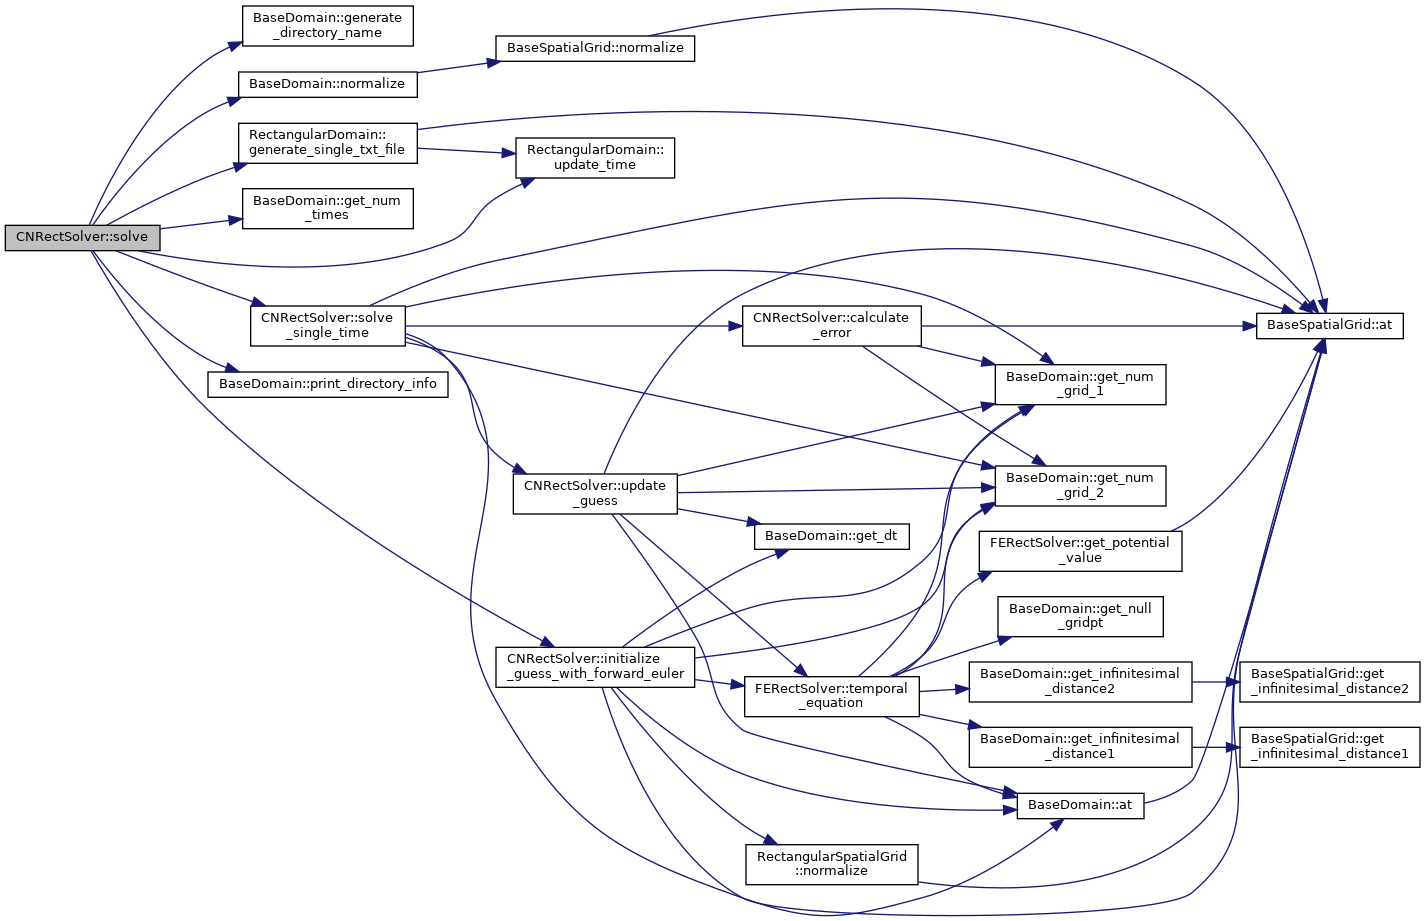 BaseDomain::generate
_directory_name
BaseSpatialGrid::normalize
BaseDomain::normalize
RectangularDomain::
generate_single_txt_file
RectangularDomain::
update_time
BaseDomain::get_num
_times
CNRectSolver::solve
CNRectSolver::solve
_single_time
CNRectSolver::calculate
_error
BaseSpatialGrid::at
BaseDomain::print_directory_info
BaseDomain::get_num
_grid_1
CNRectSolver::update
_guess
BaseDomain::get_num
_grid_2
BaseDomain::get_dt
FERectSolver::get_potential
_value
BaseDomain::get_null
_gridpt
CNRectSolver::initialize
_guess_with_forward_euler
FERectSolver::temporal
_equation
BaseDomain::get_infinitesimal
_distance2
BaseSpatialGrid::get
_infinitesimal_distance2
BaseDomain::get_infinitesimal
_distance1
BaseSpatialGrid::get
_infinitesimal_distance1
BaseDomain::at
RectangularSpatialGrid
::normalize